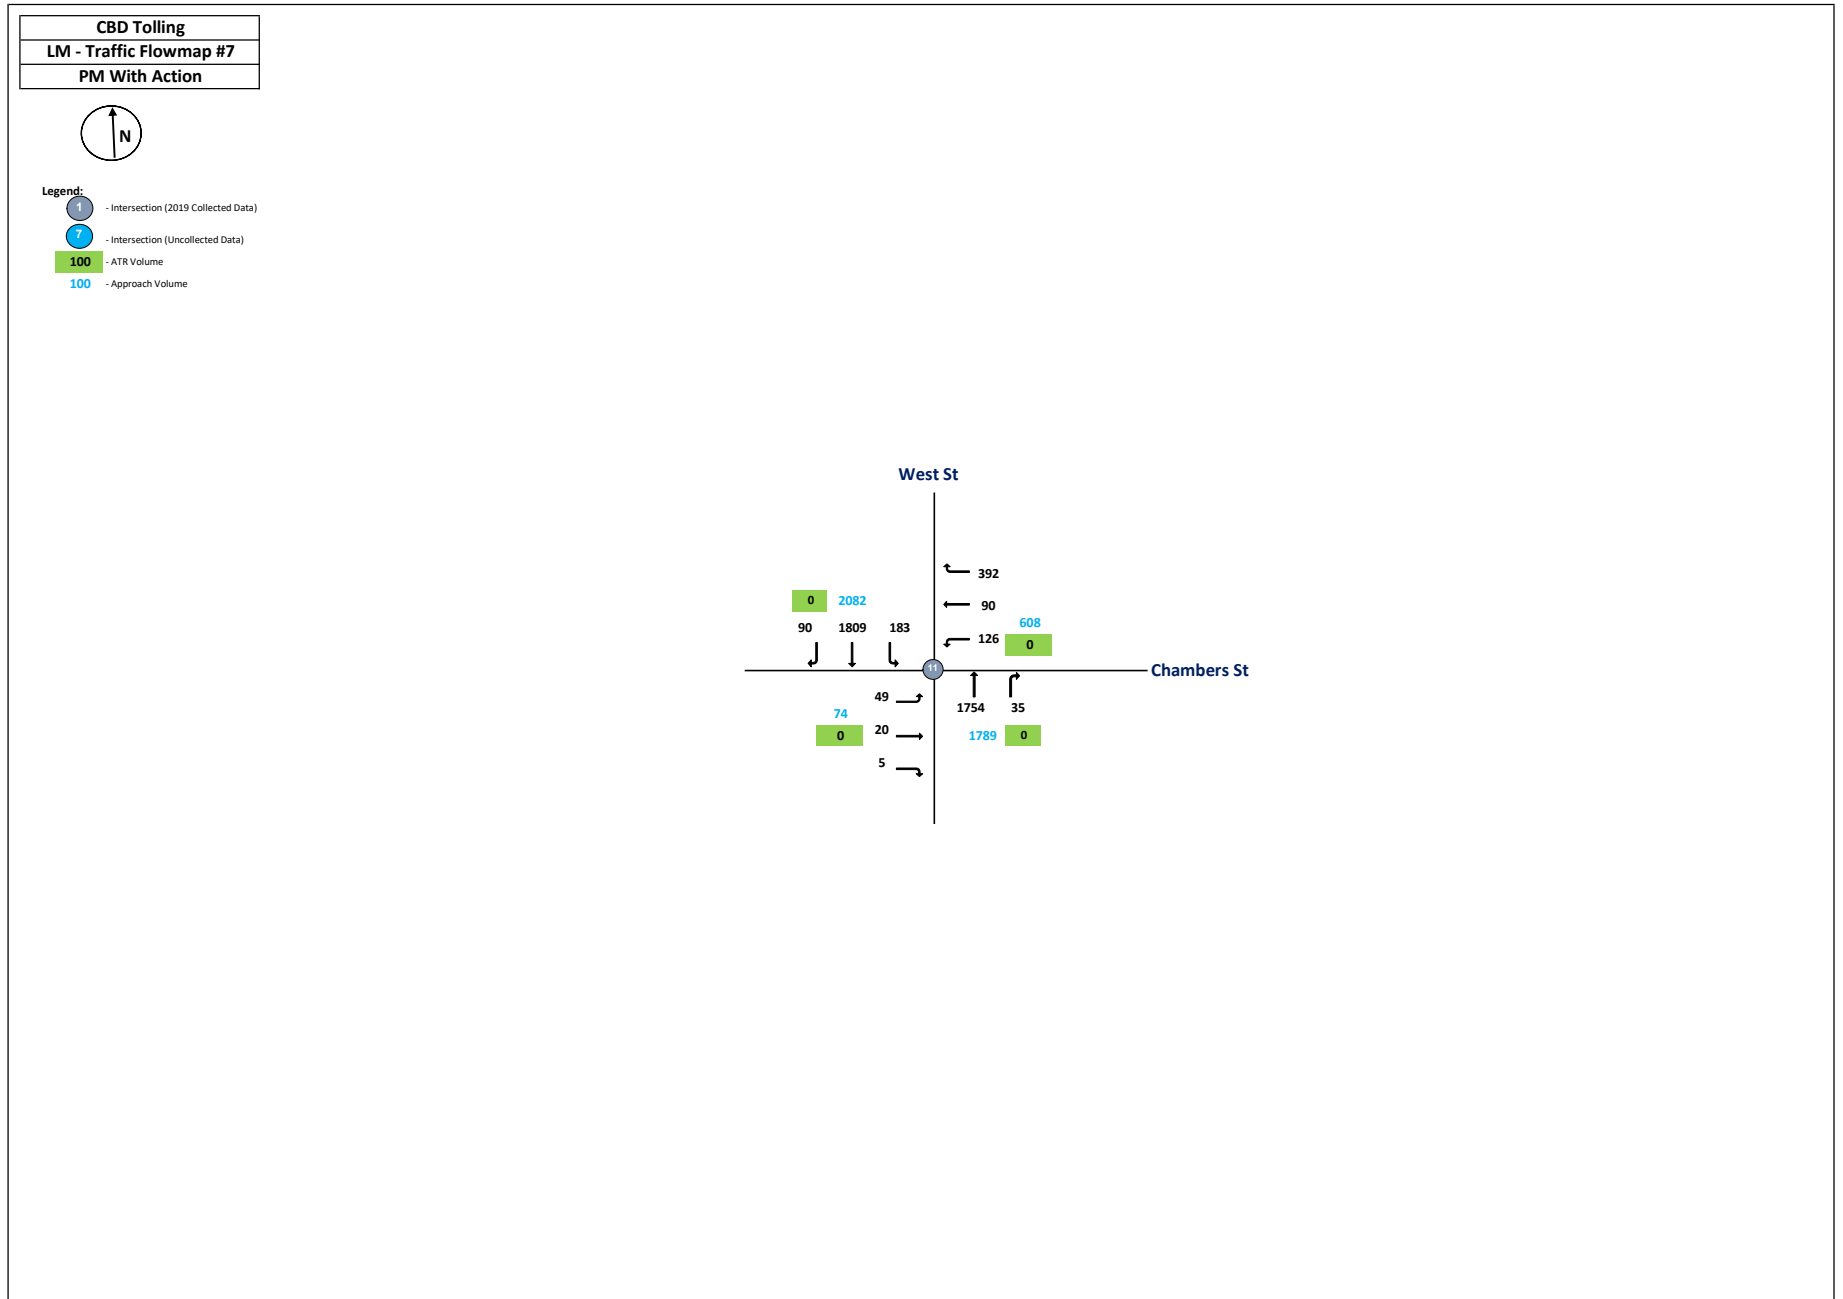 CBD Tolling
LM - Traffic Flowmap #7
PM With Action
N
Legend:
1 - Intersection (2019 Collected Data)
7 - Intersection (Uncollected Data)
100 - ATR Volume
100 - Approach Volume
West St
392
0 2082 90
90 1809 183 608
126 0
11 Chambers St
49 1754 35
74
0 20 1789 0
5